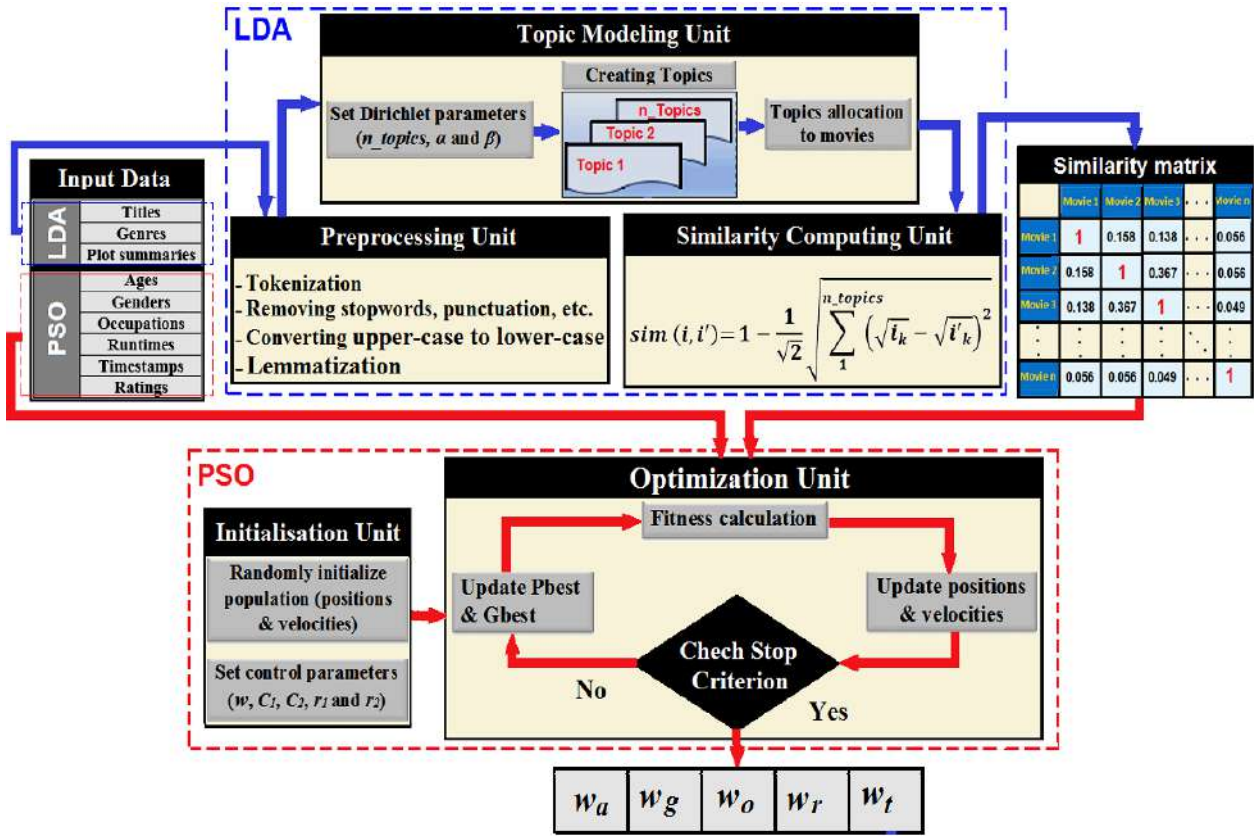 LDA
Topic Modeling Unit
Creating Topics
Set Dirichlet parameters
(n_topics, α and β)
n_Topics
Topic 2
Topic 1
Topics allocation
to movies
Input Data
LDA
Titles
Genres
Plot summaries
PSO
Ages
Genders
Occupations
Runtimes
Timestamps
Ratings
Preprocessing Unit
- Tokenization
- Removing stopwords, punctuation, etc.
- Converting upper-case to lower-case
- Lemmatization
Similarity Computing Unit
sim (i, i′) = 1 − 1/√2 √(∑_1^{n_topics} (√i_k − √i′_k)^2)
Similarity matrix
Movie 1 Movie 2 Movie 3 . . . Movie n
Movie 1 1 0.158 0.138 . . . 0.056
Movie 2 0.158 1 0.367 . . . 0.056
Movie 3 0.138 0.367 1 . . . 0.049
Movie n 0.056 0.056 0.049 . . . 1
PSO
Initialisation Unit
Randomly initialize
population (positions
& velocities)
Set control parameters
(w, C1, C2, r1 and r2)
Optimization Unit
Fitness calculation
Update Pbest
& Gbest
Update positions
& velocities
Chech Stop
Criterion
No
Yes
w_a w_g w_o w_r w_t